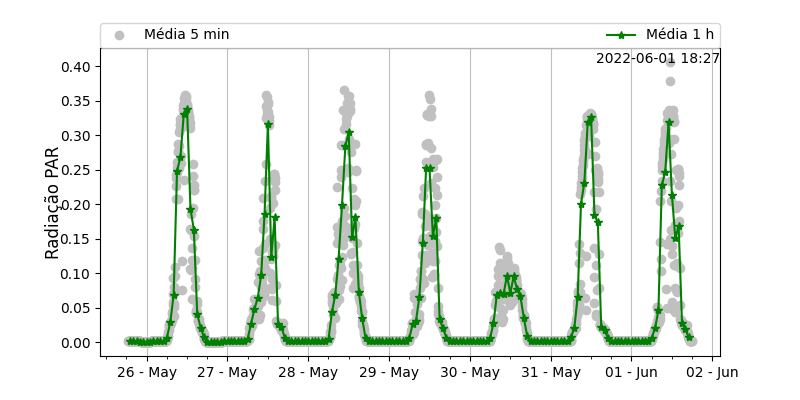 Média 5 min
Média 1 h
2022-06-01 18:27
Radiação PAR
0.40
0.35
0.30
0.25
0.20
0.15
0.10
0.05
0.00
26 - May
27 - May
28 - May
29 - May
30 - May
31 - May
01 - Jun
02 - Jun